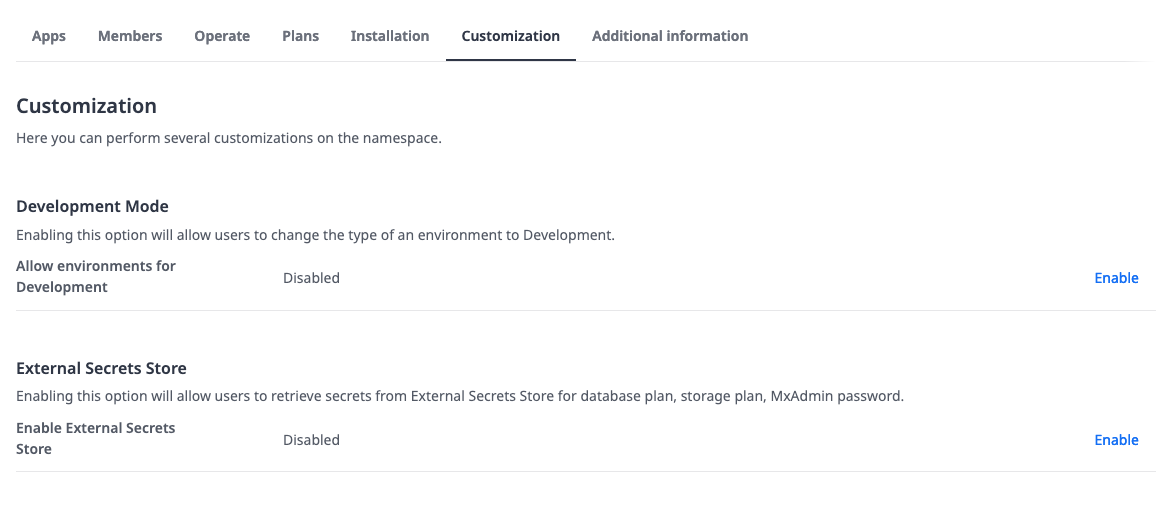 Apps Members Operate Plans Installation Customization Additional information
Customization
Here you can perform several customizations on the namespace.
Development Mode
Enabling this option will allow users to change the type of an environment to Development.
Allow environments for
Development
Disabled
Enable
External Secrets Store
Enabling this option will allow users to retrieve secrets from External Secrets Store for database plan, storage plan, MxAdmin password.
Enable External Secrets
Store
Disabled
Enable